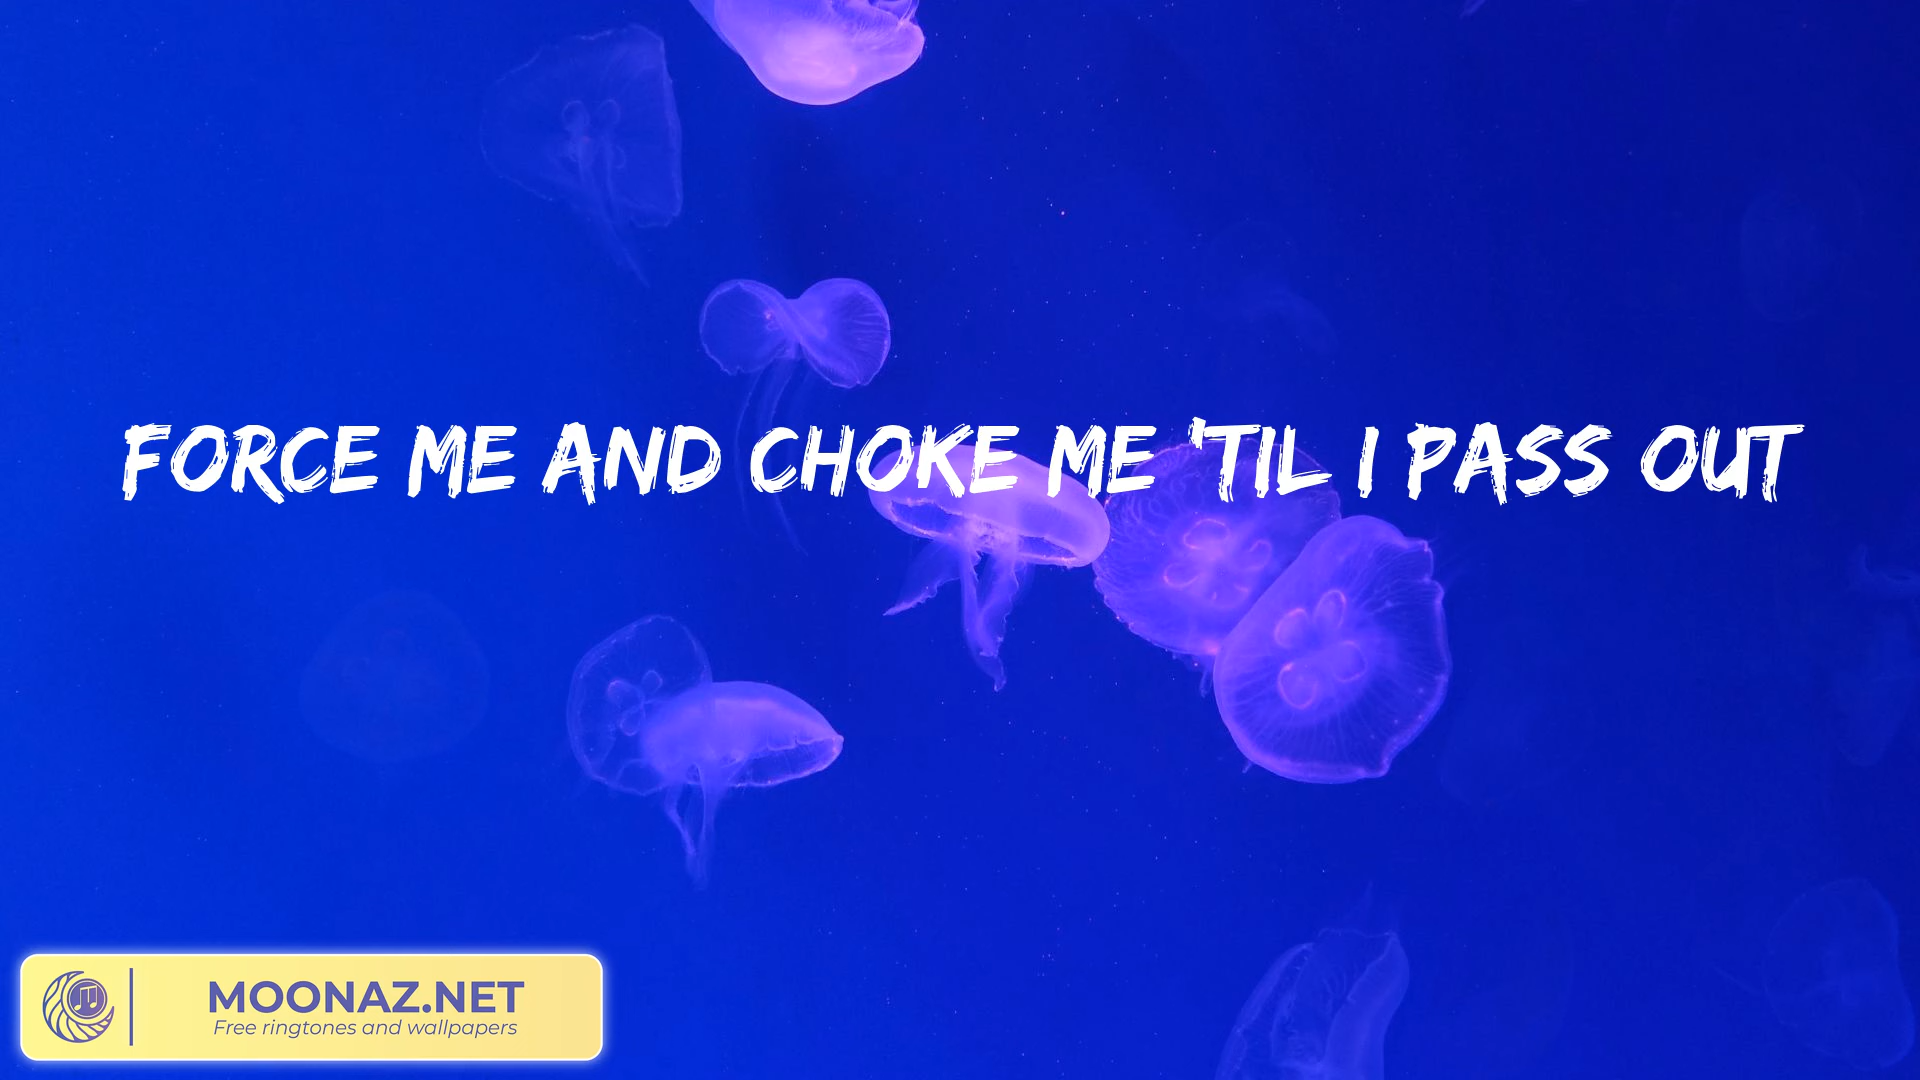 FORCE ME AND CHOKE ME 'TIL I PASS OUT
MOONAZ.NET
Free ringtones and wallpapers